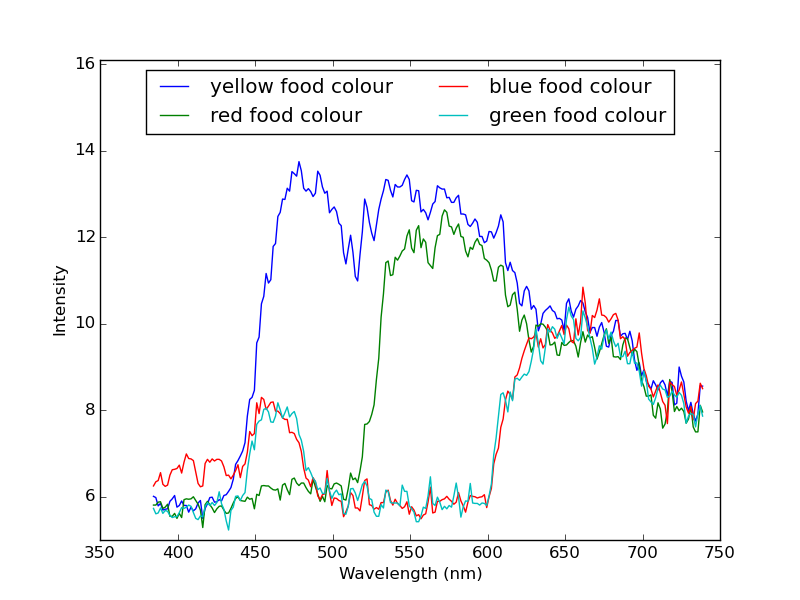 16
14
12
10
8
6
Intensity
yellow food colour
red food colour
blue food colour
green food colour
350 400 450 500 550 600 650 700 750
Wavelength (nm)